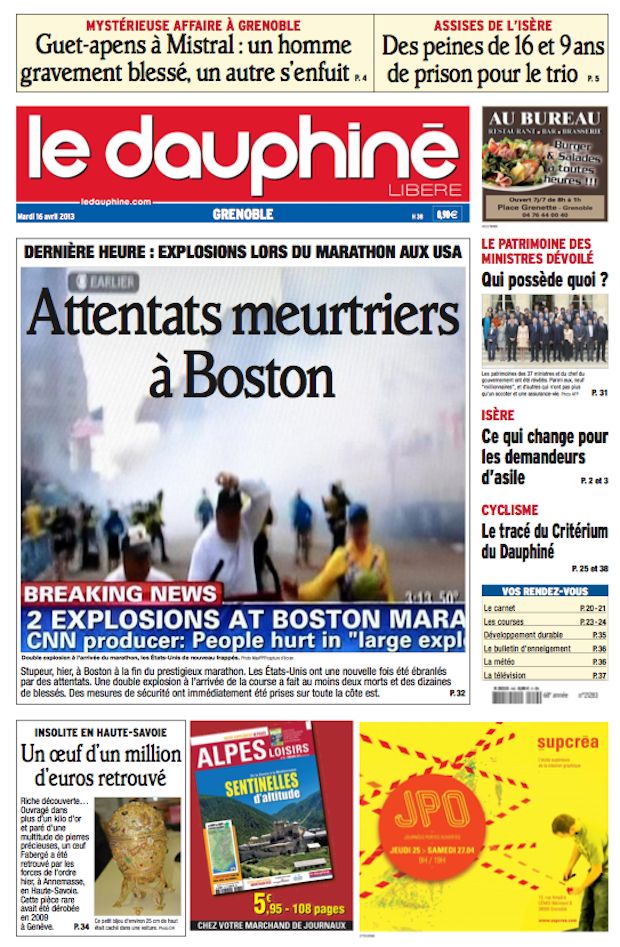 MYSTÉRIEUSE AFFAIRE À GRENOBLE
Guet-apens à Mistral : un homme
gravement blessé, un autre s'enfuit P. 4
ASSISES DE L'ISÈRE
Des peines de 16 et 9 ans
de prison pour le trio P. 5
le dauphinē
LIBERE
ledauphine.com
Mardi 16 avril 2013
GRENOBLE
H 38
0,90€
AU BUREAU
RESTAURANT • BAR • BRASSERIE
Burger
& Salades
à toutes
heures !!!
Ouvert 7j/7 de 8h à 1h
Place Grenette - Grenoble
04 76 44 00 40
DERNIÈRE HEURE : EXPLOSIONS LORS DU MARATHON AUX USA
EARLIER
Attentats meurtriers
à Boston
BREAKING NEWS
3:13 50°
2 EXPLOSIONS AT BOSTON MARA
CNN producer: People hurt in "large expl
Double explosion à l'arrivée du marathon, les États-Unis de nouveau frappés.
Stupeur, hier, à Boston à la fin du prestigieux marathon. Les États-Unis ont une nouvelle fois été ébranlés
par des attentats. Une double explosion à l'arrivée de la course a fait au moins deux morts et des dizaines
de blessés. Des mesures de sécurité ont immédiatement été prises sur toute la côte est. P. 32
LE PATRIMOINE DES
MINISTRES DÉVOILÉ
Qui possède quoi ?
Les patrimoines des 37 ministres et du chef du
gouvernement ont été révélés. Parmi eux, neuf
"millionnaires", et d'autres qui n'ont pas plus
qu'un scooter et une assurance-vie. Photo AFP
P. 31
ISÈRE
Ce qui change pour
les demandeurs
d'asile P. 2 et 3
CYCLISME
Le tracé du Critérium
du Dauphiné
P. 25 et 38
VOS RENDEZ-VOUS
Le carnet P.20 - 21
Les courses P.23 - 24
Développement durable P.35
Le bulletin d'enneigement P.36
La météo P.36
La télévision P.37
68e année
INSOLITE EN HAUTE-SAVOIE
Un œuf d'un million
d'euros retrouvé
Riche découverte…
Ouvragé dans
plus d'un kilo d'or
et paré d'une
multitude de pierres
précieuses, un œuf
Fabergé a été
retrouvé par les
forces de l'ordre
hier, à Annemasse,
en Haute-Savoie.
Cette pièce rare
avait été dérobée
en 2009
à Genève. P. 34
Ce petit bijou d'environ 25 cm de haut
était caché dans une voiture. Photo DR
ALPES
LOISIRS
SENTINELLES
d'altitude
5€,95 - 108 pages
CHEZ VOTRE MARCHAND DE JOURNAUX
supcréa
L'école supérieure
de la création graphique
JPO
JOURNÉES PORTES OUVERTES
JEUDI 25 > SAMEDI 27.04
9H / 19H
www.supcrea.com